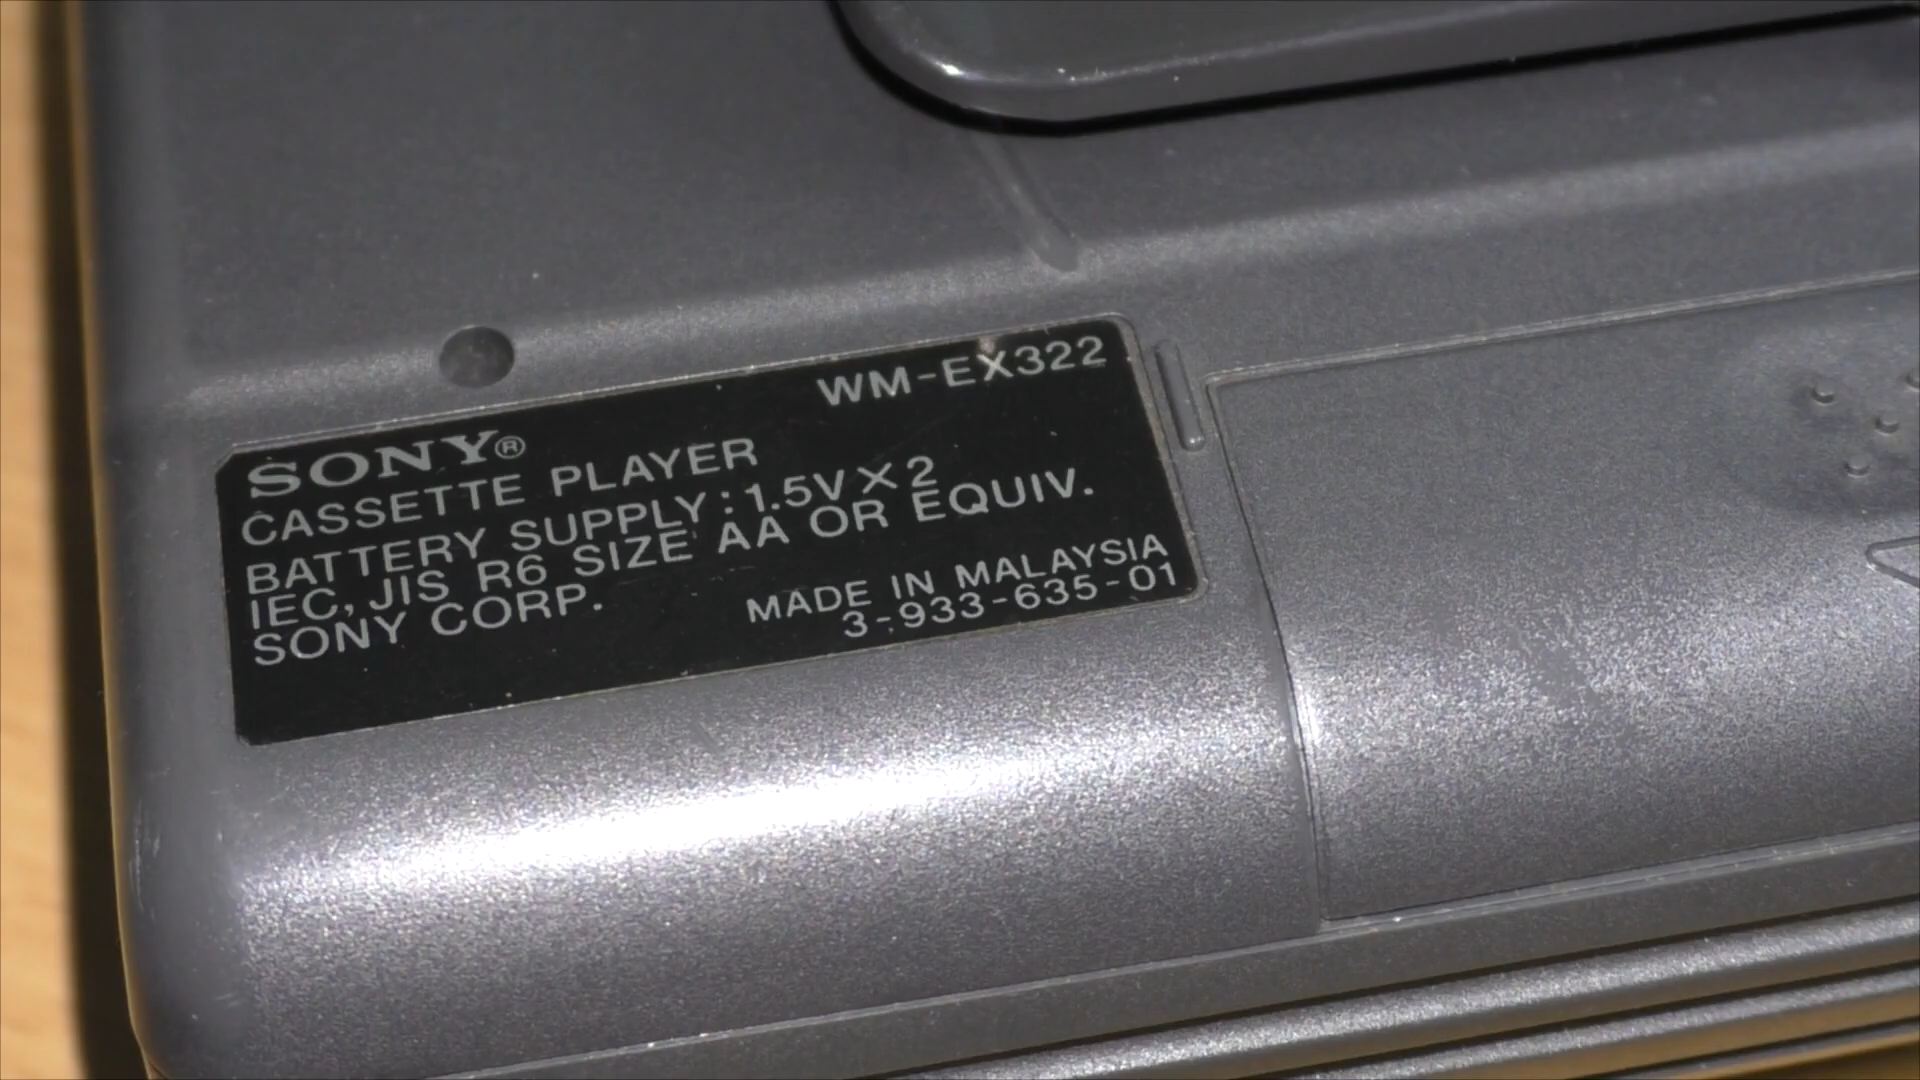 WM-EX322
SONY®
CASSETTE PLAYER
BATTERY SUPPLY : 1.5V X 2
IEC, JIS R6 SIZE AA OR EQUIV.
SONY CORP.
MADE IN MALAYSIA
3-933-635-01